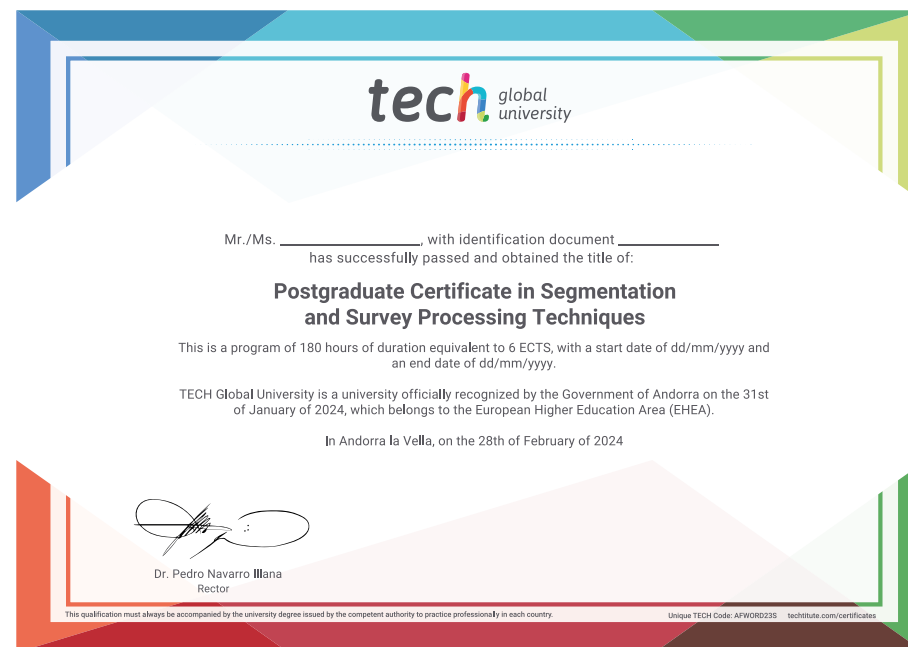 tech global
university
Mr./Ms. ____________________, with identification document ______________
has successfully passed and obtained the title of:
Postgraduate Certificate in Segmentation
and Survey Processing Techniques
This is a program of 180 hours of duration equivalent to 6 ECTS, with a start date of dd/mm/yyyy and
an end date of dd/mm/yyyy.
TECH Global University is a university officially recognized by the Government of Andorra on the 31st
of January of 2024, which belongs to the European Higher Education Area (EHEA).
In Andorra la Vella, on the 28th of February of 2024
Dr. Pedro Navarro Illana
Rector
This qualification must always be accompanied by the university degree issued by the competent authority to practice professionally in each country. Unique TECH Code: AFWORD23S techtitute.com/certificates